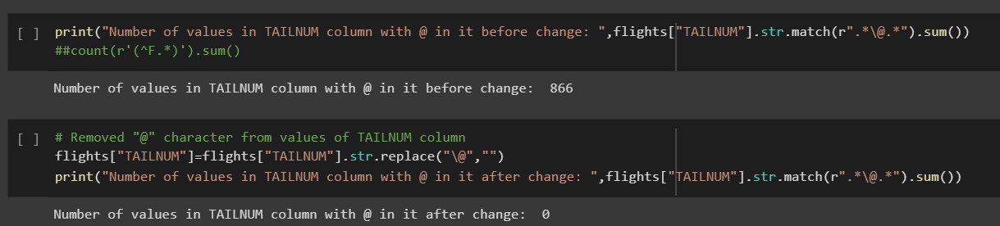 [ ] print("Number of values in TAILNUM column with @ in it before change: ",flights["TAILNUM"].str.match(r".*\@.*").sum())
##count(r'(^F.*)').sum()
Number of values in TAILNUM column with @ in it before change:  866
[ ] # Removed "@" character from values of TAILNUM column
flights["TAILNUM"]=flights["TAILNUM"].str.replace("\@","")
print("Number of values in TAILNUM column with @ in it after change: ",flights["TAILNUM"].str.match(r".*\@.*").sum())
Number of values in TAILNUM column with @ in it after change:  0